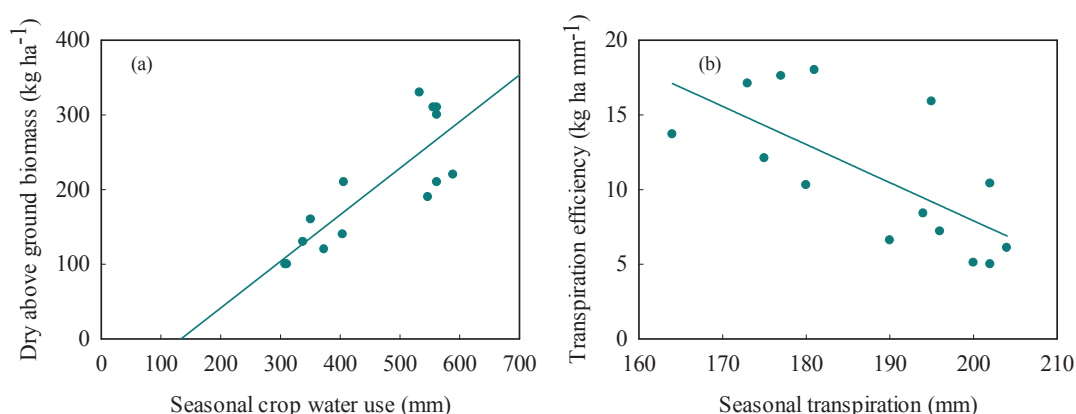 Dry above ground biomass (kg ha-1)
400
300
200
100
0
(a)
0 100 200 300 400 500 600 700
Seasonal crop water use (mm)
Transpiration efficiency (kg ha mm-1)
20
15
10
5
0
(b)
160 170 180 190 200 210
Seasonal transpiration (mm)